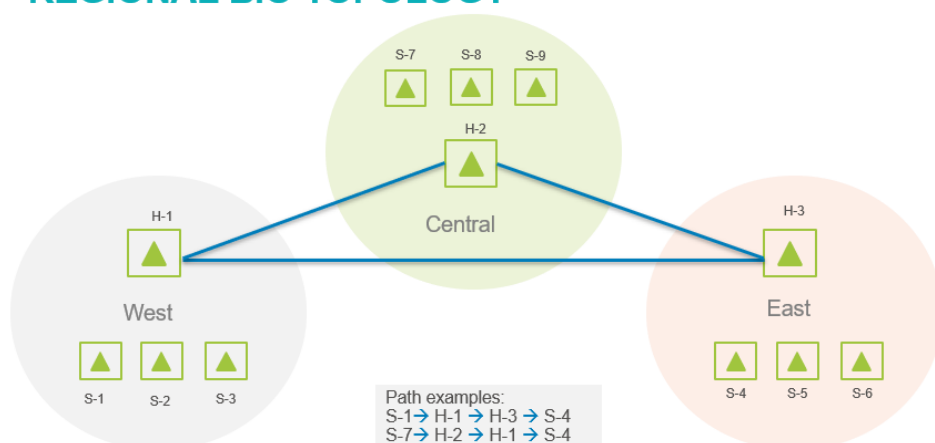 S-7 S-8 S-9
H-2
Central
H-1
H-3
West
East
S-1 S-2 S-3
S-4 S-5 S-6
Path examples:
S-1→ H-1 → H-3 → S-4
S-7→ H-2 → H-1 → S-4